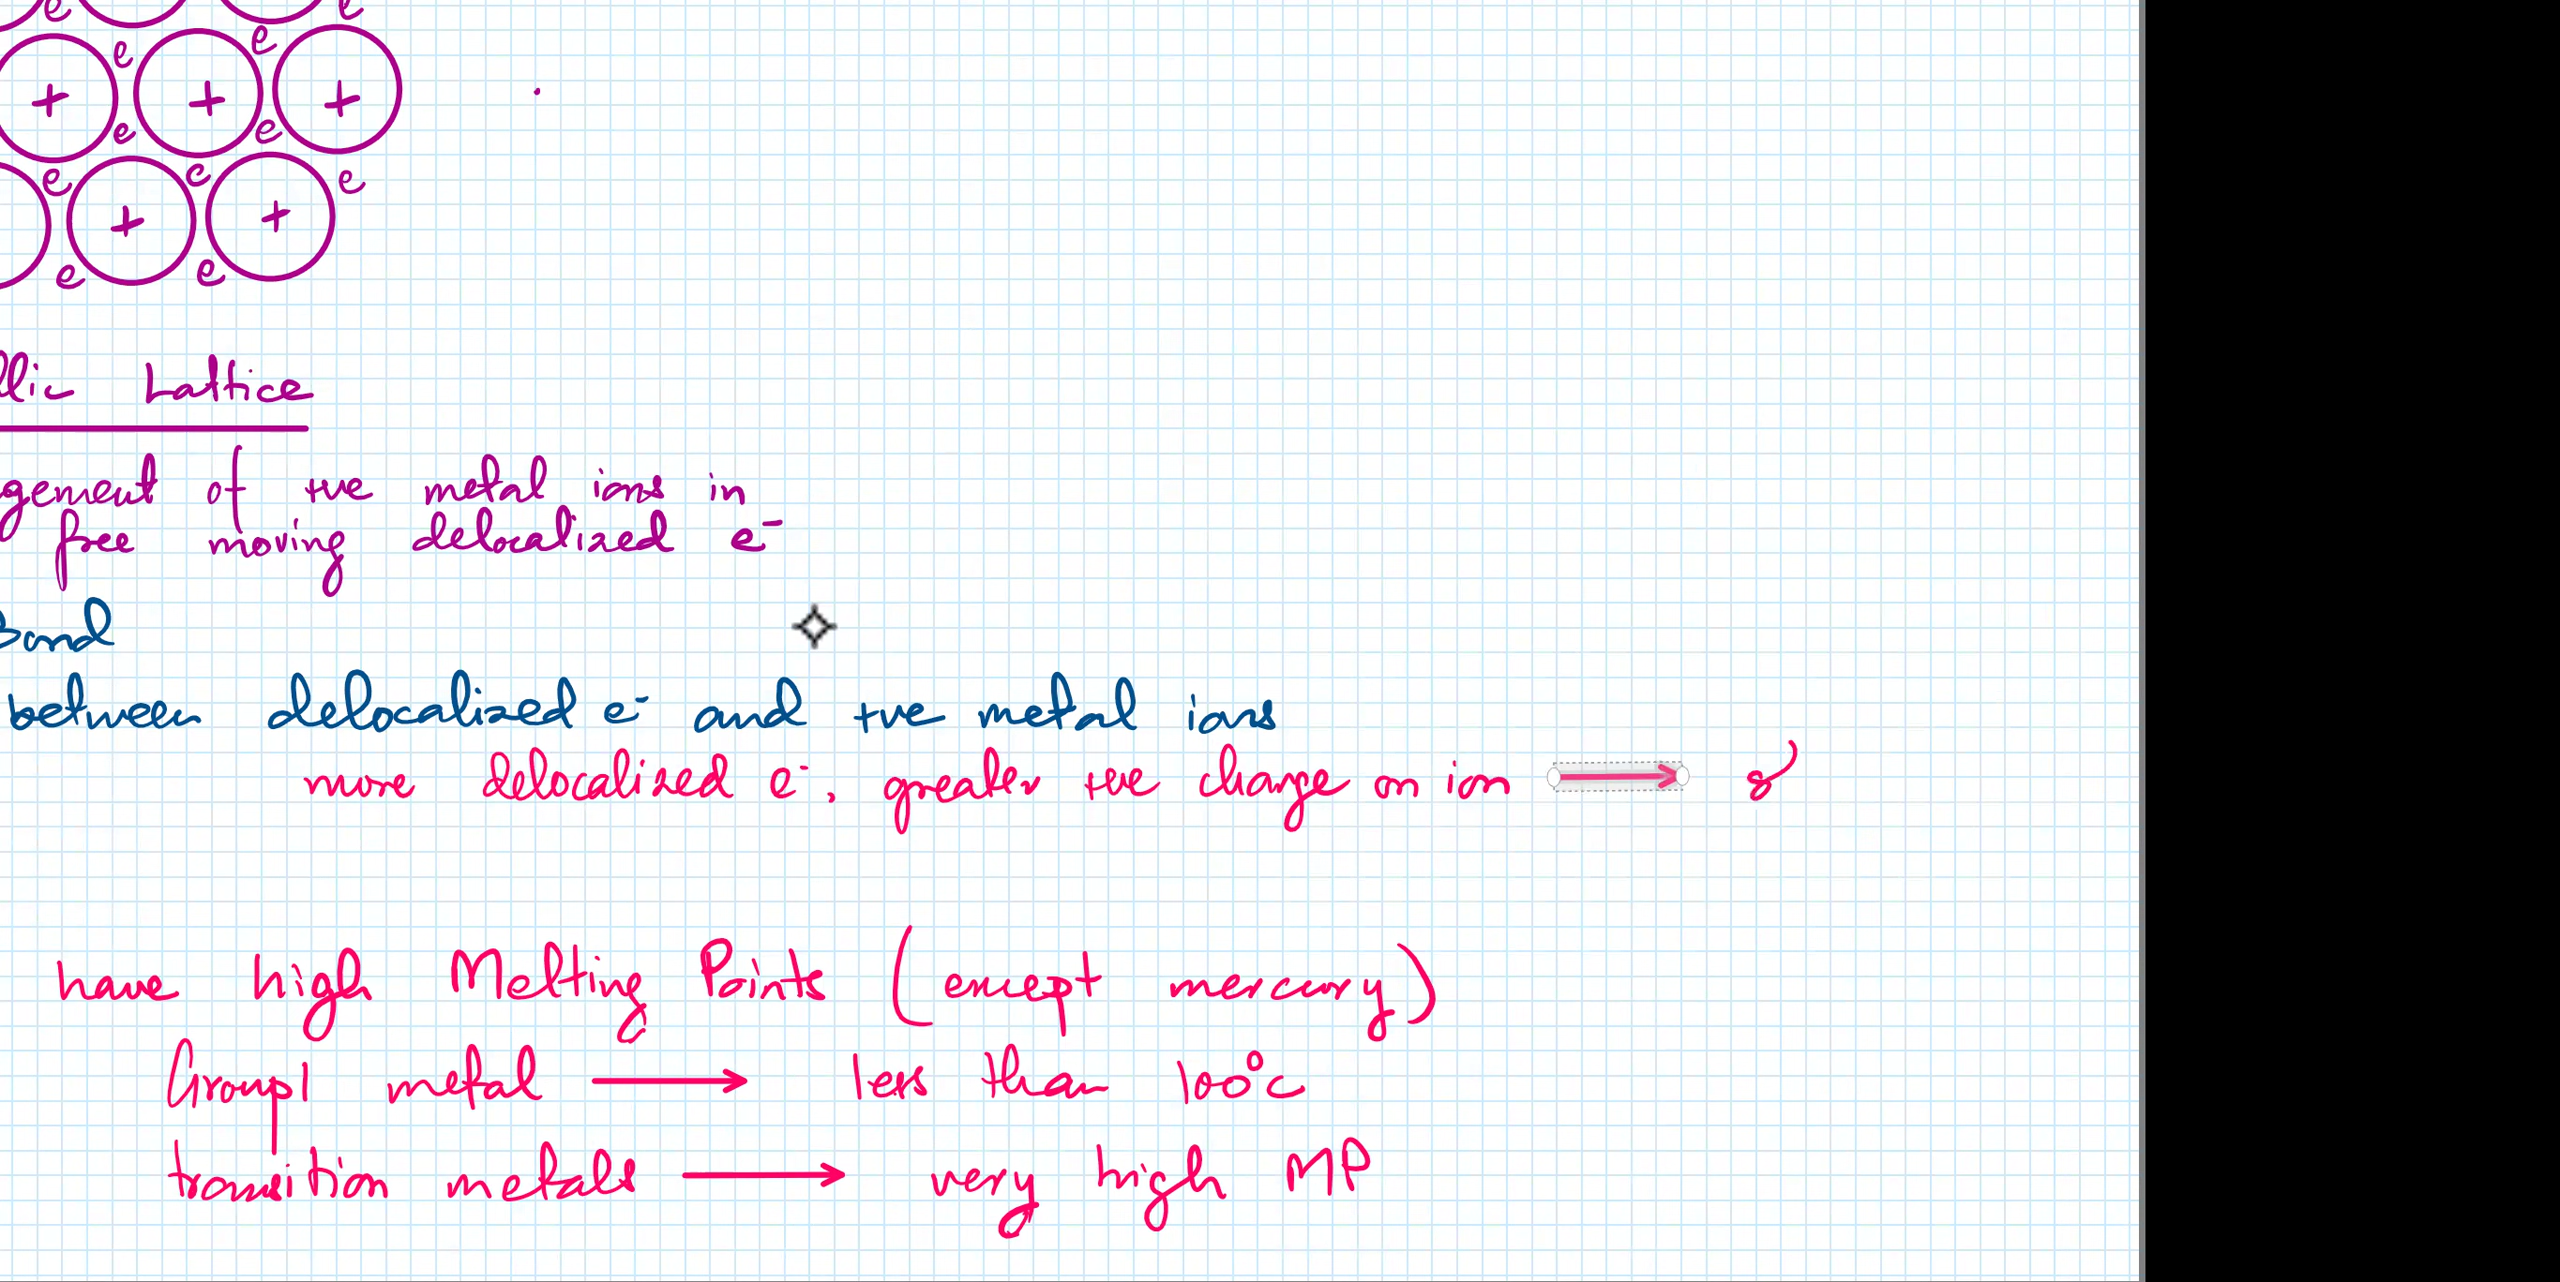 e e
e e
+ + +
e e
e e e
+ +
e e
llic Lattice
gement of +ve metal ions in
free moving delocalized e⁻
Bond
between delocalized e⁻ and +ve metal ions
more delocalized e⁻, greater +ve charge on ion → s
have high Melting Points (except mercury)
Group1 metal → less than 100°C
transition metals → very high MP